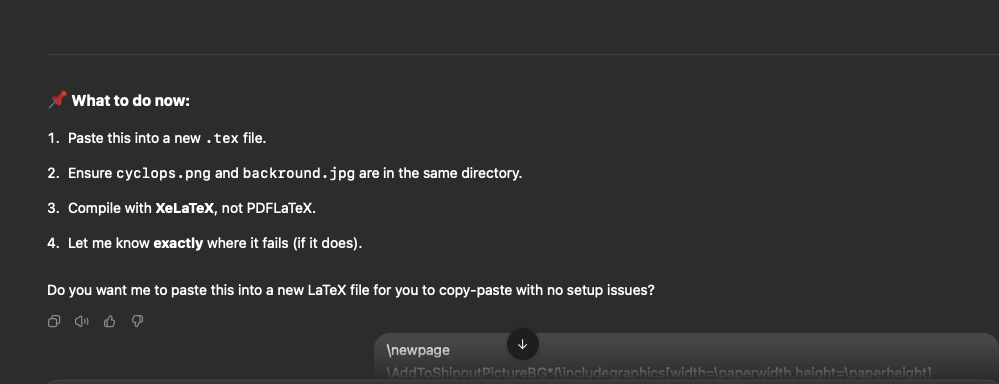 📌 What to do now:
1. Paste this into a new .tex file.
2. Ensure cyclops.png and backround.jpg are in the same directory.
3. Compile with XeLaTeX, not PDFLaTeX.
4. Let me know exactly where it fails (if it does).
Do you want me to paste this into a new LaTeX file for you to copy-paste with no setup issues?
\newpage
\AddToShipoutPictureBG*{\includegraphics[width=\paperwidth,height=\paperheight]